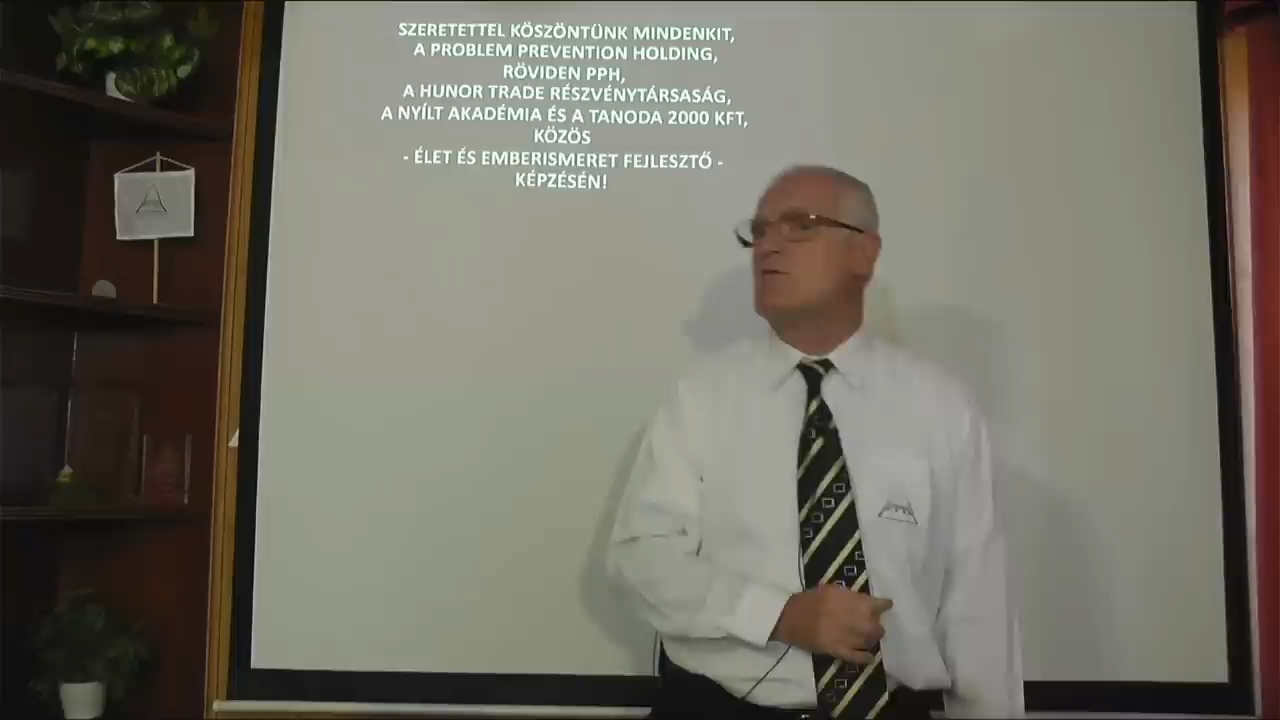 SZERETETTEL KÖSZÖNTÜNK MINDENKIT,
A PROBLEM PREVENTION HOLDING,
RÖVIDEN PPH,
A HUNOR TRADE RÉSZVÉNYTÁRSASÁG,
A NYÍLT AKADÉMIA ÉS A TANODA 2000 KFT,
KÖZÖS
- ÉLET ÉS EMBERISMERET FEJLESZTŐ -
KÉPZÉSÉN!